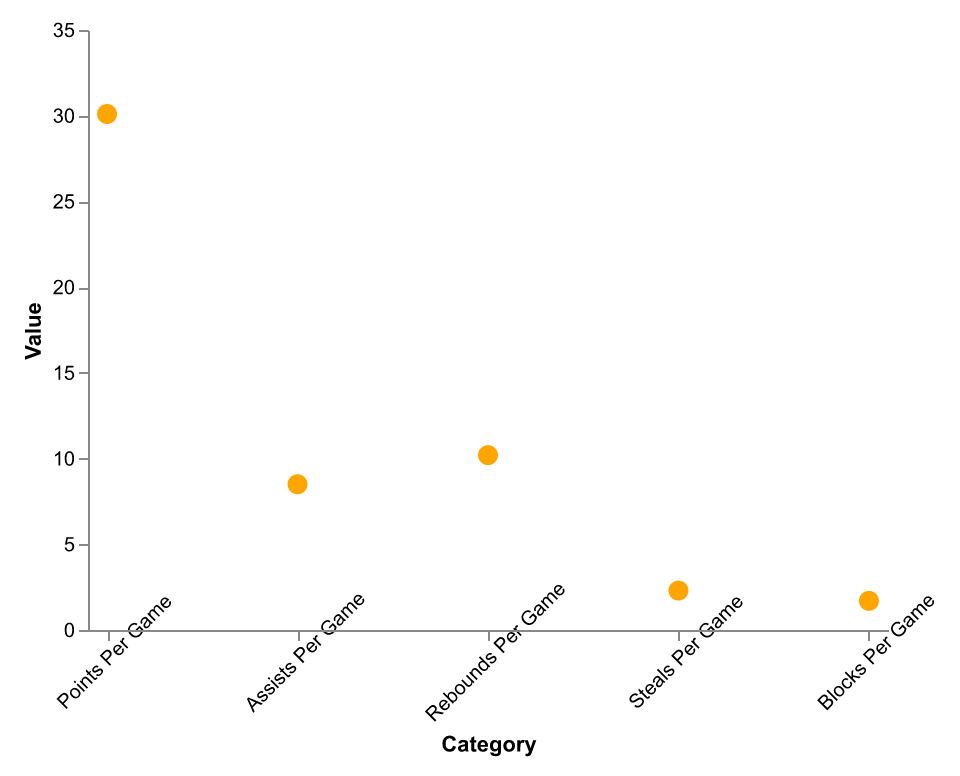 35
30
25
20
15
10
5
0
Value
Points Per Game
Assists Per Game
Rebounds Per Game
Steals Per Game
Blocks Per Game
Category